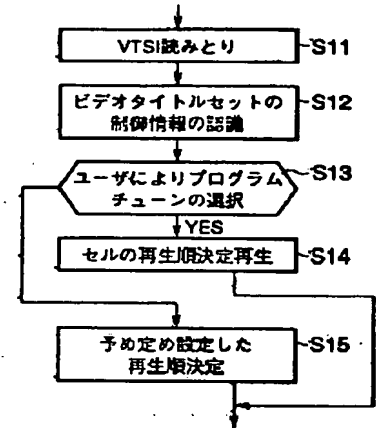 VTSI読みとり
S11
ビデオタイトルセットの
制御情報の認識
S12
ユーザによりプログラム
チェーンの選択
S13
YES
セルの再生順決定再生
S14
予め定め設定した
再生順決定
S15